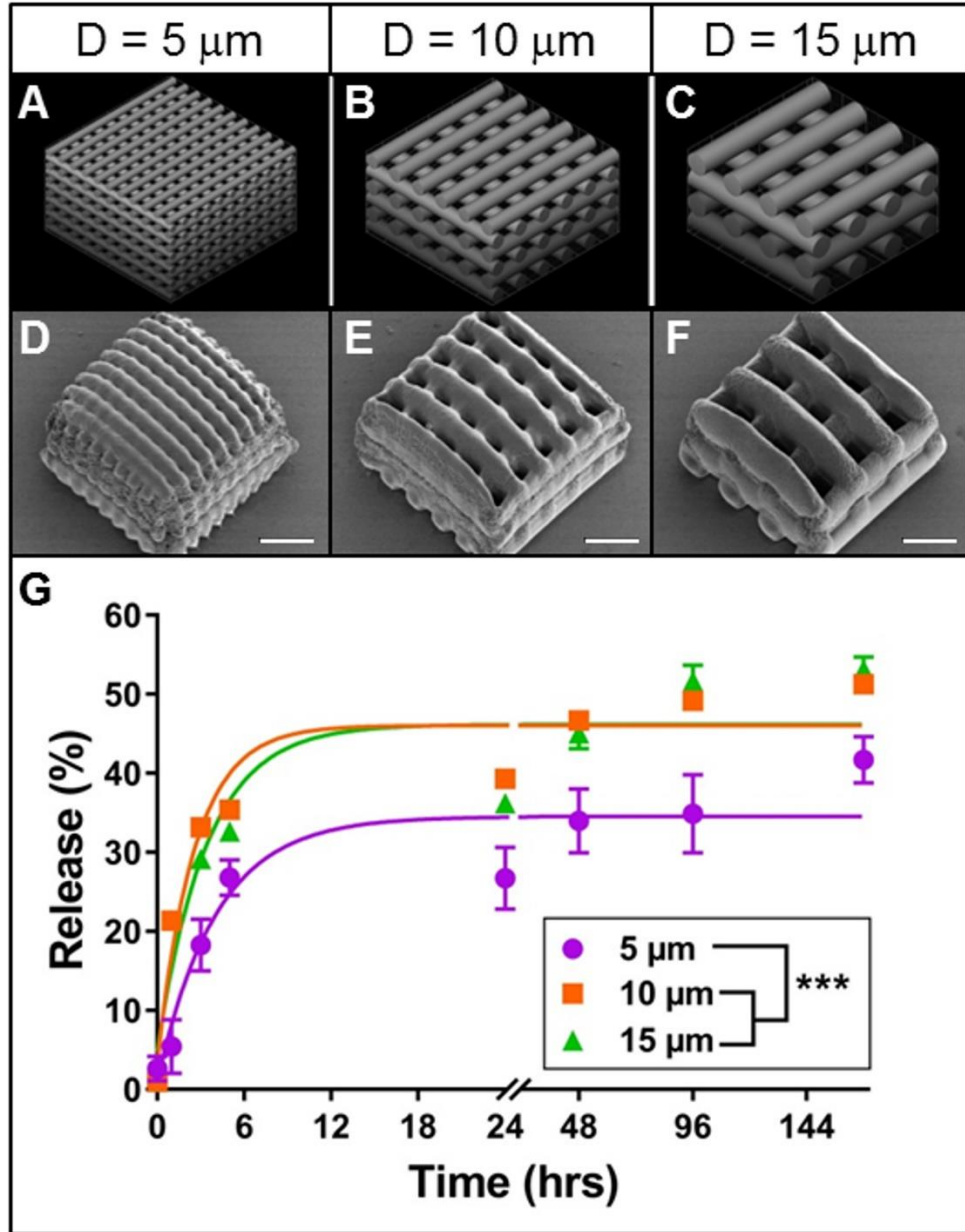 D = 5 µm
D = 10 µm
D = 15 µm
A
B
C
D
E
F
G
60
50
40
30
20
10
0
Release (%)
0 6 12 18 24 48 96 144
Time (hrs)
5 µm
10 µm
15 µm
***